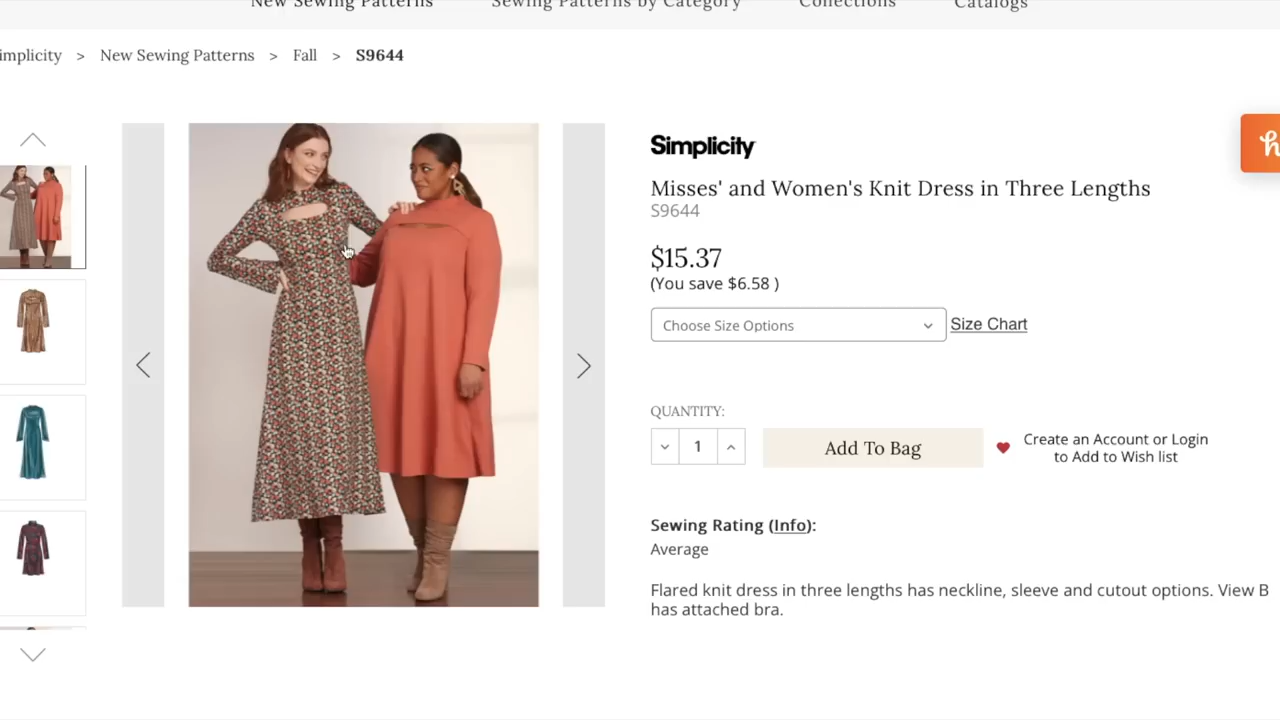 New Sewing Patterns Sewing Patterns by Category Collections Catalogs
implicity > New Sewing Patterns > Fall > S9644
Simplicity
Misses' and Women's Knit Dress in Three Lengths
S9644
$15.37
(You save $6.58 )
Choose Size Options Size Chart
QUANTITY:
1 Add To Bag
Create an Account or Login
to Add to Wish list
Sewing Rating (Info):
Average
Flared knit dress in three lengths has neckline, sleeve and cutout options. View B
has attached bra.